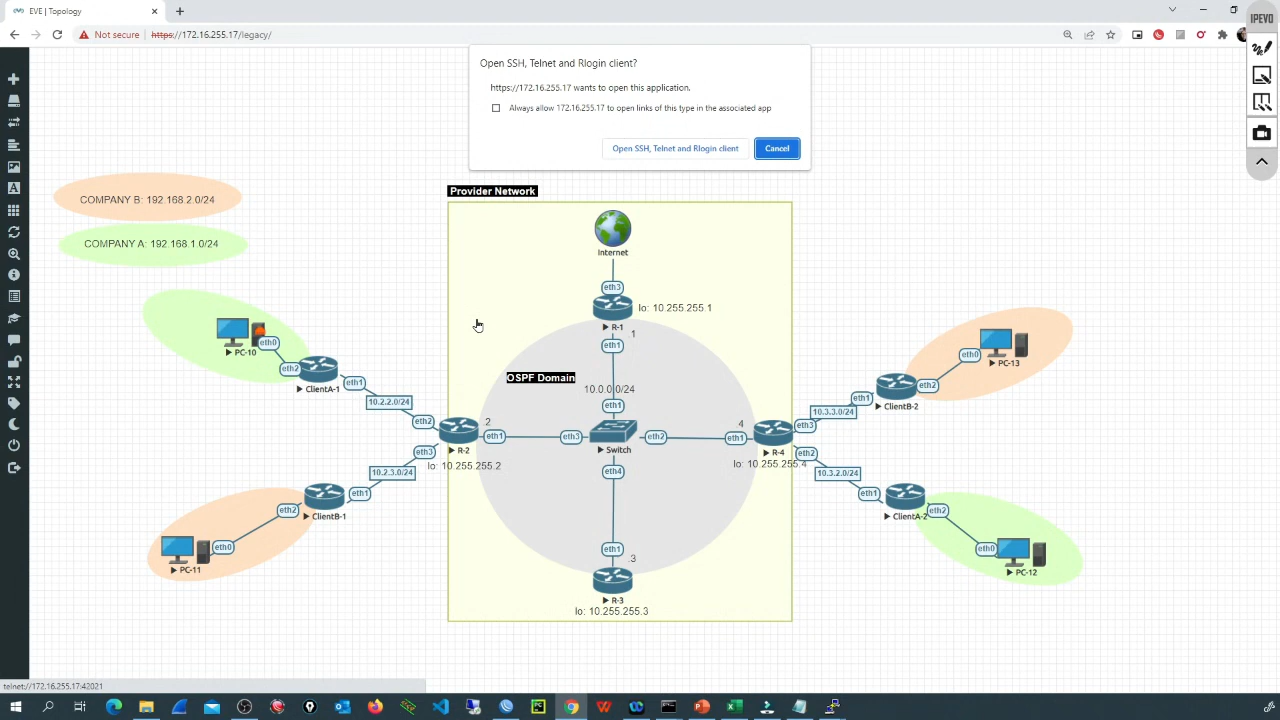 EVE | Topology
Not secure
https://172.16.255.17/legacy/
IPEVO
Open SSH, Telnet and Rlogin client?
https://172.16.255.17 wants to open this application.
Always allow 172.16.255.17 to open links of this type in the associated app
Open SSH, Telnet and Rlogin client
Cancel
Provider Network
COMPANY B: 192.168.2.0/24
COMPANY A: 192.168.1.0/24
Internet
eth3
lo: 10.255.255.1
R-1
1
eth1
OSPF Domain
10.0.0.0/24
eth1
PC-10
eth0
eth2
ClientA-1
eth1
10.2.2.0/24
eth2
2
R-2
eth1
eth3
lo: 10.255.255.2
10.2.3.0/24
eth3
Switch
eth2
eth4
4
eth1
R-4
lo: 10.255.255.4
eth3
10.3.3.0/24
eth1
ClientB-2
eth2
eth0
PC-13
eth2
10.3.2.0/24
eth1
ClientA-2
eth2
eth0
PC-12
eth1
ClientB-1
eth2
eth0
PC-11
eth1
.3
R-3
lo: 10.255.255.3
telnet://172.16.255.17:42021